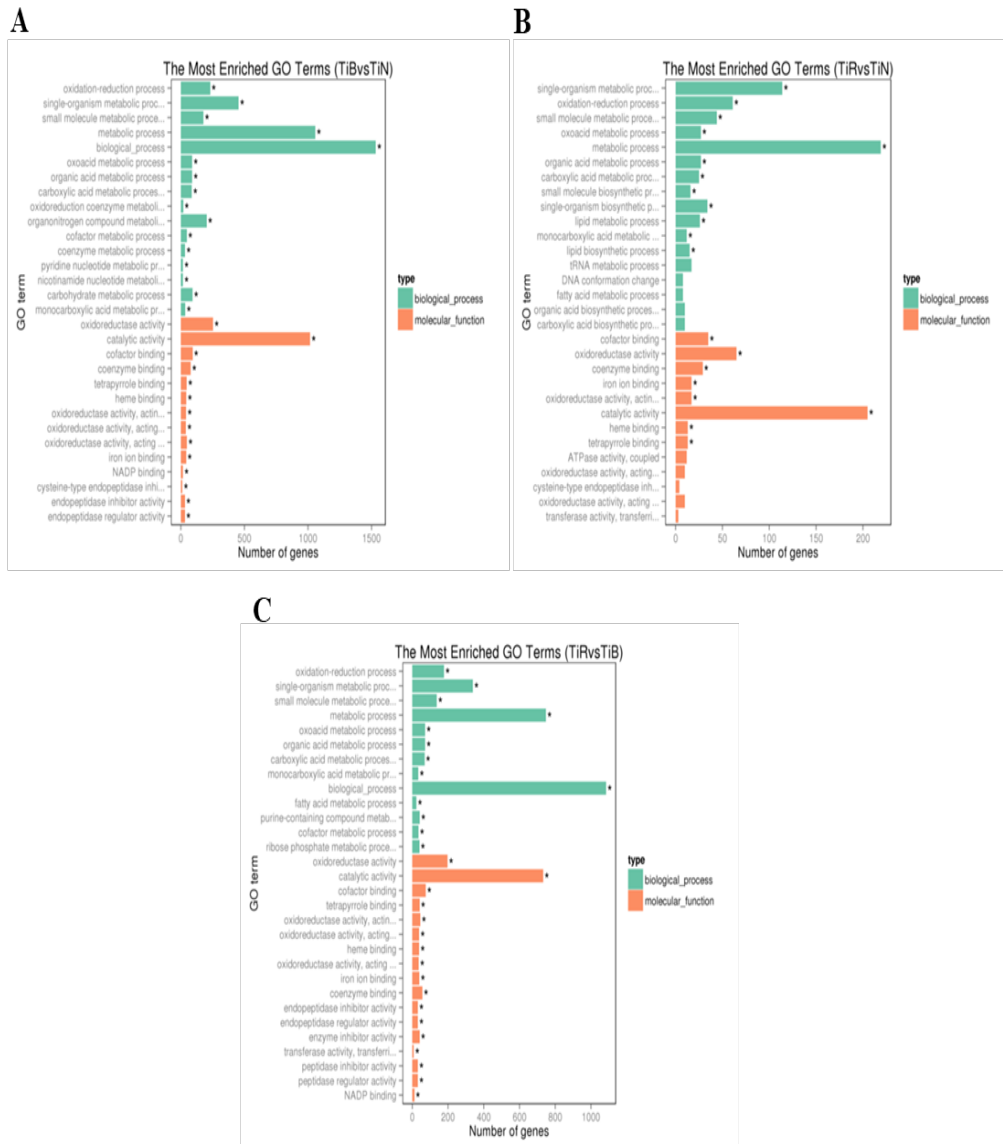 A
The Most Enriched GO Terms (TiBvsTiN)
oxidation-reduction process
single-organism metabolic proc...
small molecule metabolic proce...
metabolic process
biological_process
oxoacid metabolic process
organic acid metabolic process
carboxylic acid metabolic proces...
oxidoreduction coenzyme metaboli...
organonitrogen compound metaboli...
cofactor metabolic process
coenzyme metabolic process
pyridine nucleotide metabolic pr...
nicotinamide nucleotide metaboli...
carbohydrate metabolic process
monocarboxylic acid metabolic pr...
oxidoreductase activity
catalytic activity
cofactor binding
coenzyme binding
tetrapyrrole binding
heme binding
oxidoreductase activity, actin...
oxidoreductase activity, acting...
oxidoreductase activity, acting ...
iron ion binding
NADP binding
cysteine-type endopeptidase inhi...
endopeptidase inhibitor activity
endopeptidase regulator activity
GO term
0 500 1000 1500
Number of genes
type
biological_process
molecular_function
B
The Most Enriched GO Terms (TiRvsTiN)
single-organism metabolic proc...
oxidation-reduction process
small molecule metabolic proce...
oxoacid metabolic process
metabolic process
organic acid metabolic process
carboxylic acid metabolic proc...
small molecule biosynthetic pr...
single-organism biosynthetic p...
lipid metabolic process
monocarboxylic acid metabolic ...
lipid biosynthetic process
tRNA metabolic process
DNA conformation change
fatty acid metabolic process
organic acid biosynthetic proces...
carboxylic acid biosynthetic pro...
cofactor binding
oxidoreductase activity
coenzyme binding
iron ion binding
oxidoreductase activity, actin...
catalytic activity
heme binding
tetrapyrrole binding
ATPase activity, coupled
oxidoreductase activity, acting...
cysteine-type endopeptidase inh...
oxidoreductase activity, acting ...
transferase activity, transferri...
GO term
0 50 100 150 200
Number of genes
type
biological_process
molecular_function
C
The Most Enriched GO Terms (TiRvsTiB)
oxidation-reduction process
single-organism metabolic proc...
small molecule metabolic proce...
metabolic process
oxoacid metabolic process
organic acid metabolic process
carboxylic acid metabolic proces...
monocarboxylic acid metabolic pr...
biological_process
fatty acid metabolic process
purine-containing compound metab...
cofactor metabolic process
ribose phosphate metabolic proce...
oxidoreductase activity
catalytic activity
cofactor binding
tetrapyrrole binding
oxidoreductase activity, actin...
oxidoreductase activity, acting...
heme binding
oxidoreductase activity, acting ...
iron ion binding
coenzyme binding
endopeptidase inhibitor activity
endopeptidase regulator activity
enzyme inhibitor activity
transferase activity, transferri...
peptidase inhibitor activity
peptidase regulator activity
NADP binding
GO term
0 200 400 600 800 1000
Number of genes
type
biological_process
molecular_function